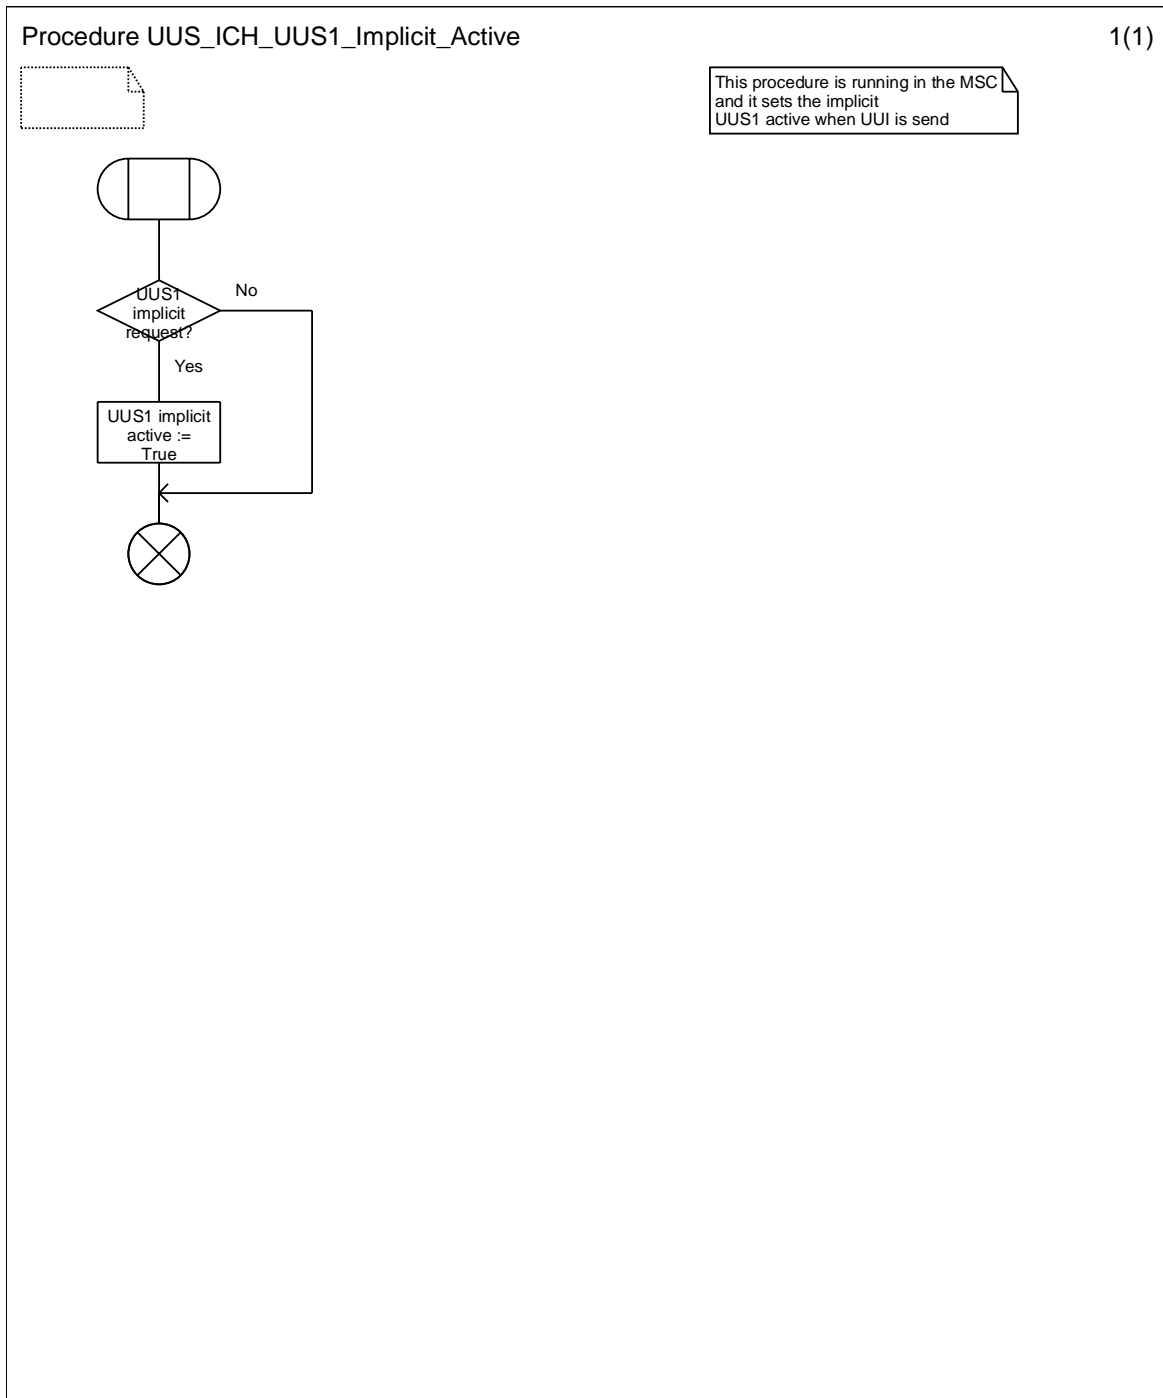 Procedure UUS_ICH_UUS1_Implicit_Active
1(1)
This procedure is running in the MSC
and it sets the implicit
UUS1 active when UUI is send
UUS1
implicit
request?
No
Yes
UUS1 implicit
active :=
True